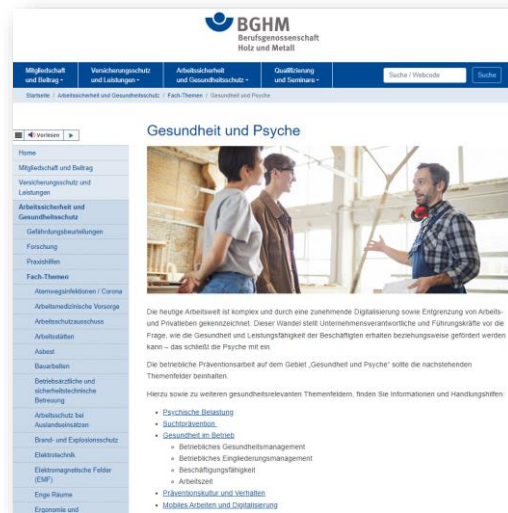 BGHM
Berufsgenossenschaft
Holz und Metall
Mitgliedschaft
und Beitrag
Versicherungsschutz
und Leistungen
Arbeitssicherheit
und Gesundheitsschutz
Qualifizierung
und Seminare
Suche / Webcode
Suche
Startseite / Arbeitssicherheit und Gesundheitsschutz / Fach-Themen / Gesundheit und Psyche
Vorlesen
Gesundheit und Psyche
Home
Mitgliedschaft und Beitrag
Versicherungsschutz und
Leistungen
Arbeitssicherheit und
Gesundheitsschutz
Gefährdungsbeurteilungen
Forschung
Praxishilfen
Fach-Themen
Atemwegsinfektionen / Corona
Arbeitsmedizinische Vorsorge
Arbeitsschutzausschuss
Arbeitsstätten
Asbest
Bauarbeiten
Betriebsärztliche und
sicherheitstechnische
Betreuung
Arbeitsschutz bei
Auslandseinsätzen
Brand- und Explosionsschutz
Elektrotechnik
Elektromagnetische Felder
(EMF)
Enge Räume
Ergonomie und
Die heutige Arbeitswelt ist komplex und durch eine zunehmende Digitalisierung sowie Entgrenzung von Arbeits-
und Privatleben gekennzeichnet. Dieser Wandel stellt Unternehmensverantwortliche und Führungskräfte vor die
Frage, wie die Gesundheit und Leistungsfähigkeit der Beschäftigten erhalten beziehungsweise gefördert werden
kann – das schließt die Psyche mit ein.
Die betriebliche Präventionsarbeit auf dem Gebiet „Gesundheit und Psyche“ sollte die nachstehenden
Themenfelder beinhalten.
Hierzu sowie zu weiteren gesundheitsrelevanten Themenfeldern, finden Sie Informationen und Handlungshilfen:
• Psychische Belastung
• Suchtprävention
• Gesundheit im Betrieb
Betriebliches Gesundheitsmanagement
Betriebliches Eingliederungsmanagement
Beschäftigungsfähigkeit
Arbeitszeit
• Präventionskultur und Verhalten
• Mobiles Arbeiten und Digitalisierung